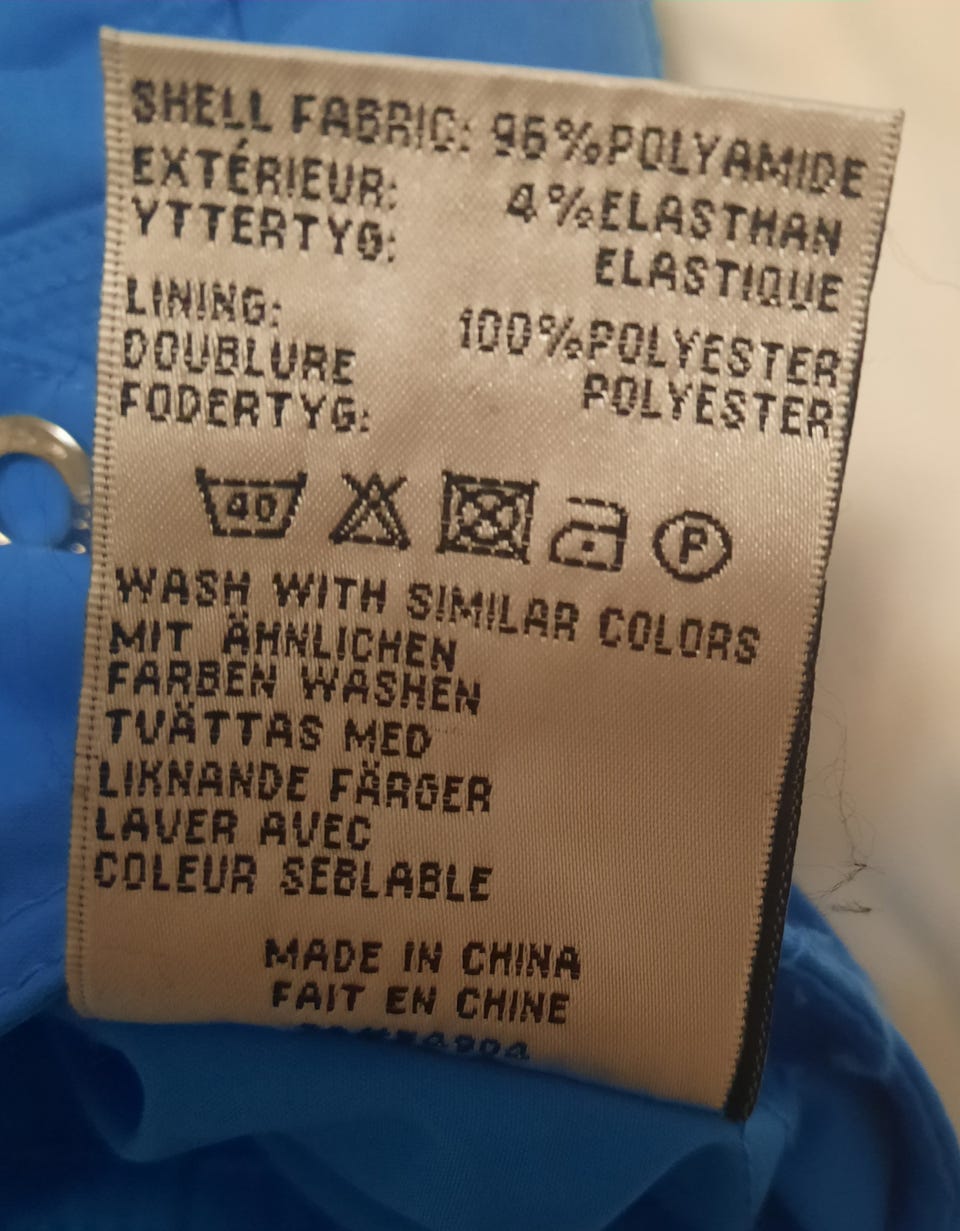 SHELL FABRIC: 96%POLYAMIDE
EXTÉRIEUR: 4%ELASTHAN
YTTERTYG: ELASTIQUE
LINING: 100%POLYESTER
DOUBLURE POLYESTER
FODERTYG:
40 P
WASH WITH SIMILAR COLORS
MIT ÄHNLICHEN
FARBEN WASHEN
TVÄTTAS MED
LIKNANDE FÄRGER
LAVER AVEC
COLEUR SEBLABLE
MADE IN CHINA
FAIT EN CHINE